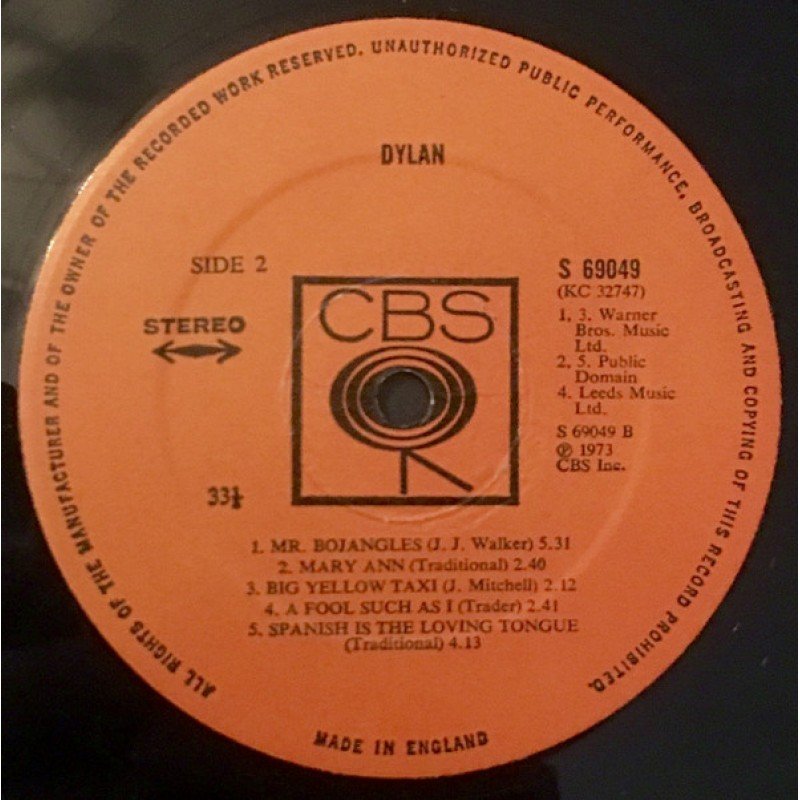 ALL RIGHTS OF THE MANUFACTURER AND OF THE OWNER OF THE RECORDED WORK RESERVED. UNAUTHORIZED PUBLIC PERFORMANCE, BROADCASTING AND COPYING OF THIS RECORD PROHIBITED.
DYLAN
SIDE 2
STEREO
33⅓
CBS
S 69049
(KC 32747)
1, 3. Warner
Bros. Music
Ltd.
2, 5. Public
Domain
4. Leeds Music
Ltd.
S 69049 B
℗ 1973
CBS Inc.
1. MR. BOJANGLES (J. J. Walker) 5.31
2. MARY ANN (Traditional) 2.40
3. BIG YELLOW TAXI (J. Mitchell) 2.12
4. A FOOL SUCH AS I (Trader) 2.41
5. SPANISH IS THE LOVING TONGUE
(Traditional) 4.13
MADE IN ENGLAND